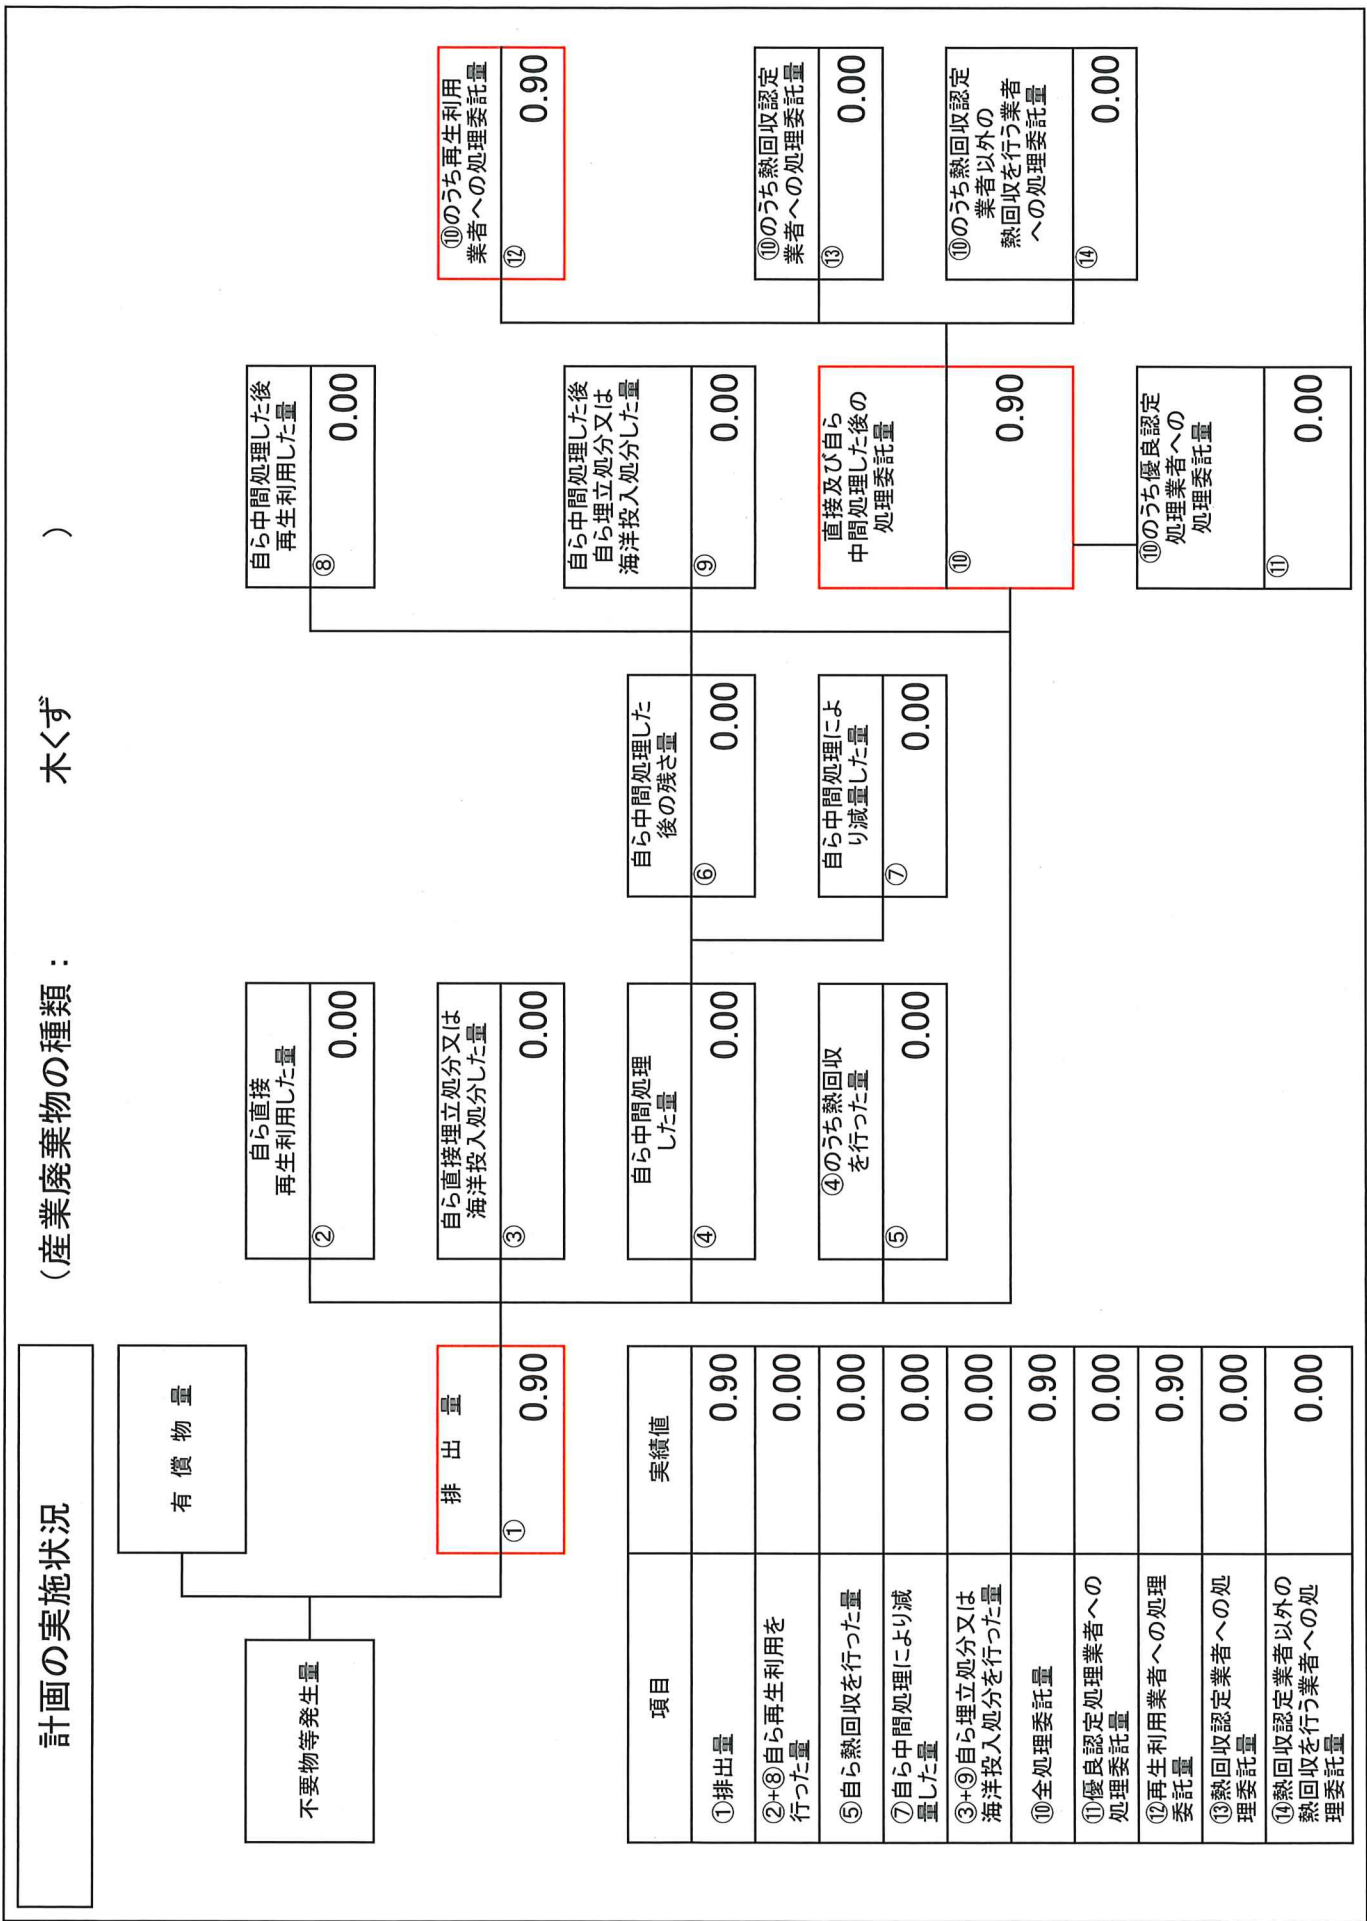 計画の実施状況
(産業廃棄物の種類: 木くず )
不要物等発生量
有償物量
排出量
① 0.90
自ら直接
再生利用した量
② 0.00
自ら直接埋立処分又は
海洋投入処分した量
③ 0.00
自ら中間処理
した量
④ 0.00
④のうち熱回収
を行った量
⑤ 0.00
自ら中間処理した
後の残さ量
⑥ 0.00
自ら中間処理によ
り減量した量
⑦ 0.00
自ら中間処理した後
再生利用した量
⑧ 0.00
自ら中間処理した後
自ら埋立処分又は
海洋投入処分した量
⑨ 0.00
直接及び自ら
中間処理した後の
処理委託量
⑩ 0.90
⑩のうち優良認定
処理業者への
処理委託量
⑪ 0.00
⑩のうち再生利用
業者への処理委託量
⑫ 0.90
⑩のうち熱回収認定
業者への処理委託量
⑬ 0.00
⑩のうち熱回収認定
業者以外の
熱回収を行う業者
への処理委託量
⑭ 0.00
項目 実績値
①排出量 0.90
②+⑧自ら再生利用を
行った量 0.00
⑤自ら熱回収を行った量 0.00
⑦自ら中間処理により減
量した量 0.00
③+⑨自ら埋立処分又は
海洋投入処分を行った量 0.00
⑩全処理委託量 0.90
⑪優良認定処理業者への
処理委託量 0.00
⑫再生利用業者への処理
委託量 0.90
⑬熱回収認定業者への処
理委託量 0.00
⑭熱回収認定業者以外の
熱回収を行う業者への処
理委託量 0.00